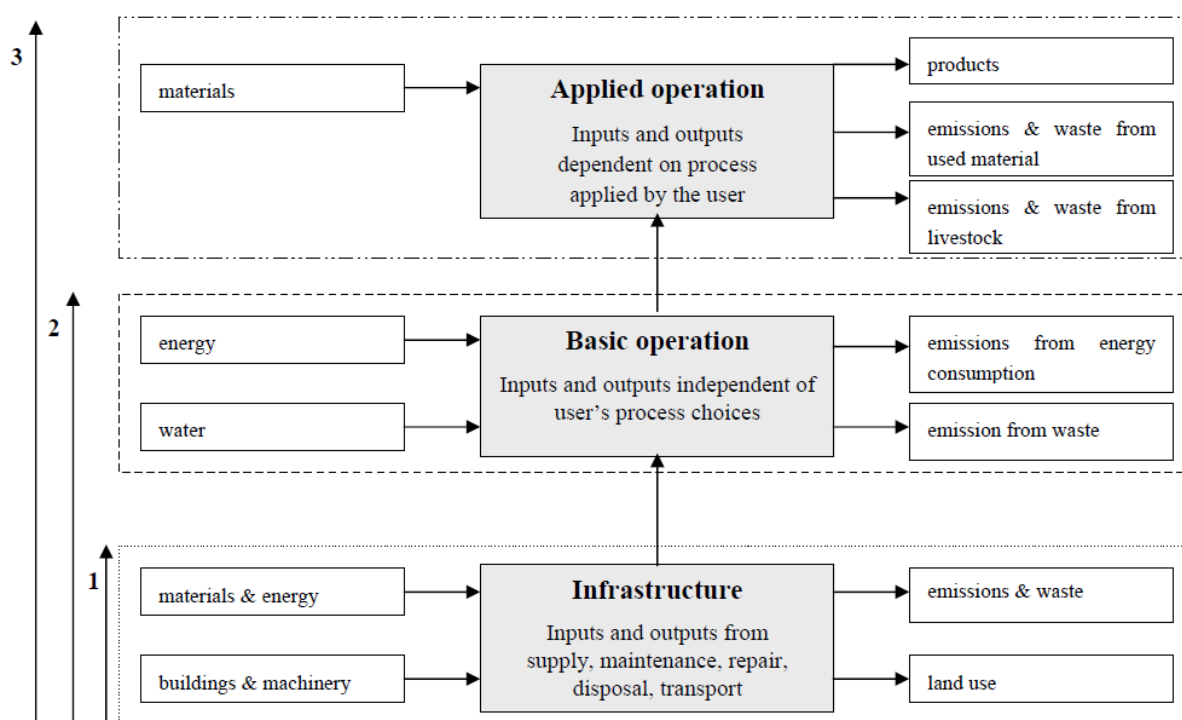 3
materials
Applied operation
Inputs and outputs
dependent on process
applied by the user
products
emissions & waste from
used material
emissions & waste from
livestock
2
energy
water
Basic operation
Inputs and outputs independent of
user's process choices
emissions from energy
consumption
emission from waste
1
materials & energy
buildings & machinery
Infrastructure
Inputs and outputs from
supply, maintenance, repair,
disposal, transport
emissions & waste
land use